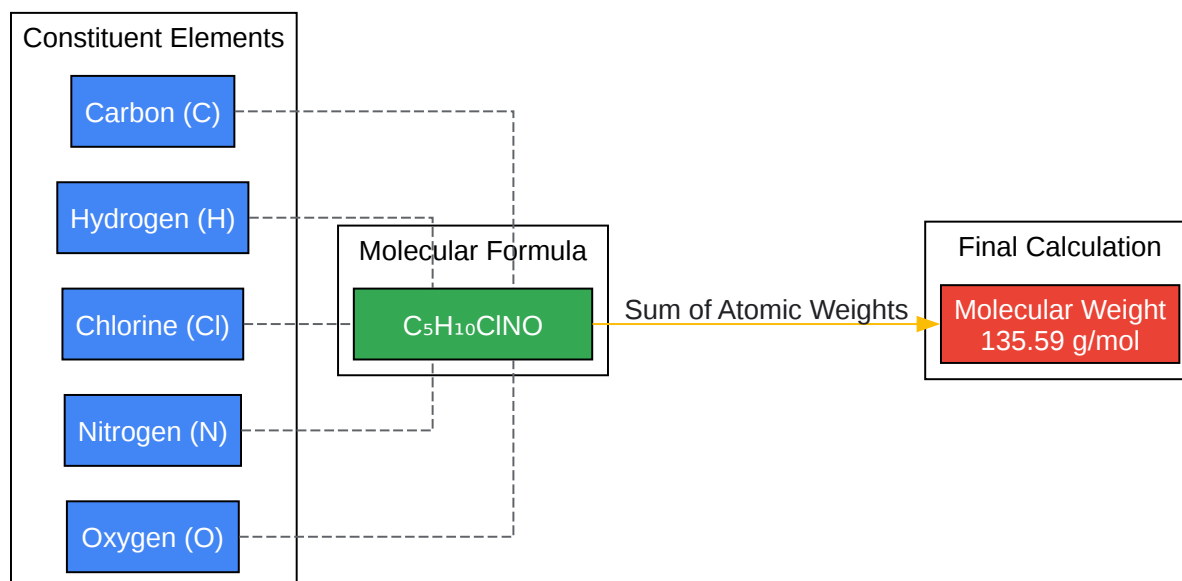 Constituent Elements
Carbon (C)
Hydrogen (H)
Chlorine (Cl)
Nitrogen (N)
Oxygen (O)
Molecular Formula
C₅H₁₀ClNO
Sum of Atomic Weights
Final Calculation
Molecular Weight
135.59 g/mol